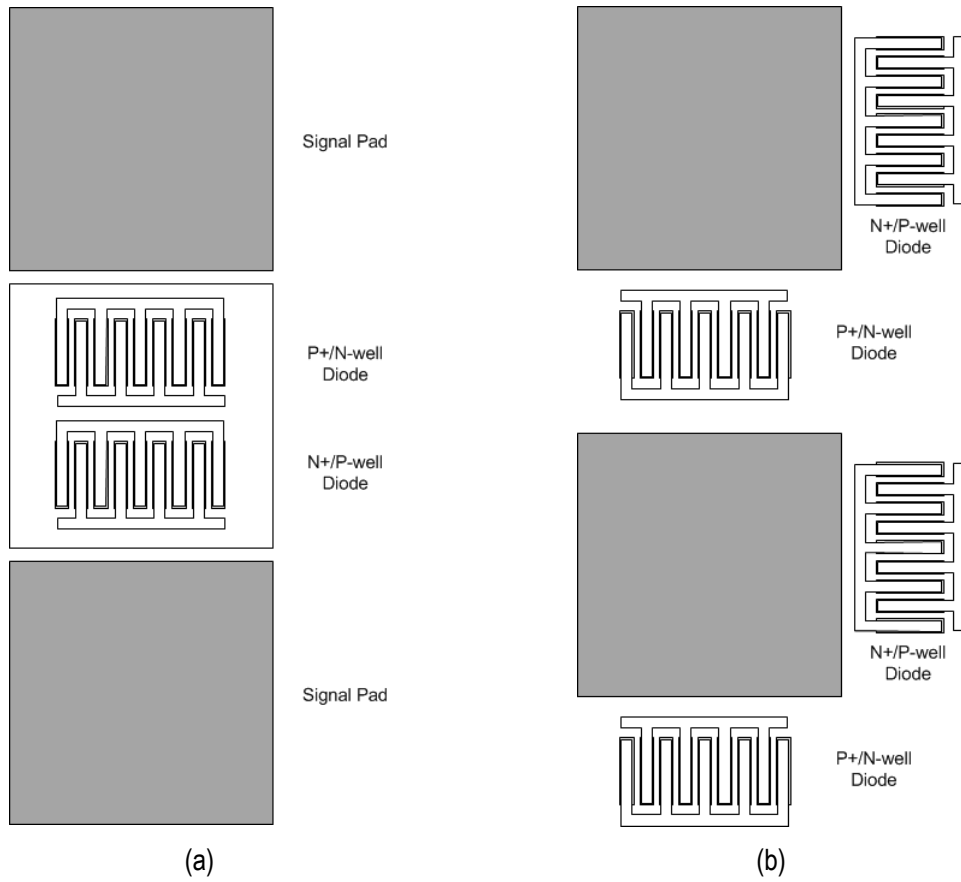 Signal Pad
P+/N-well
Diode
N+/P-well
Diode
Signal Pad
(a)
N+/P-well
Diode
P+/N-well
Diode
N+/P-well
Diode
P+/N-well
Diode
(b)